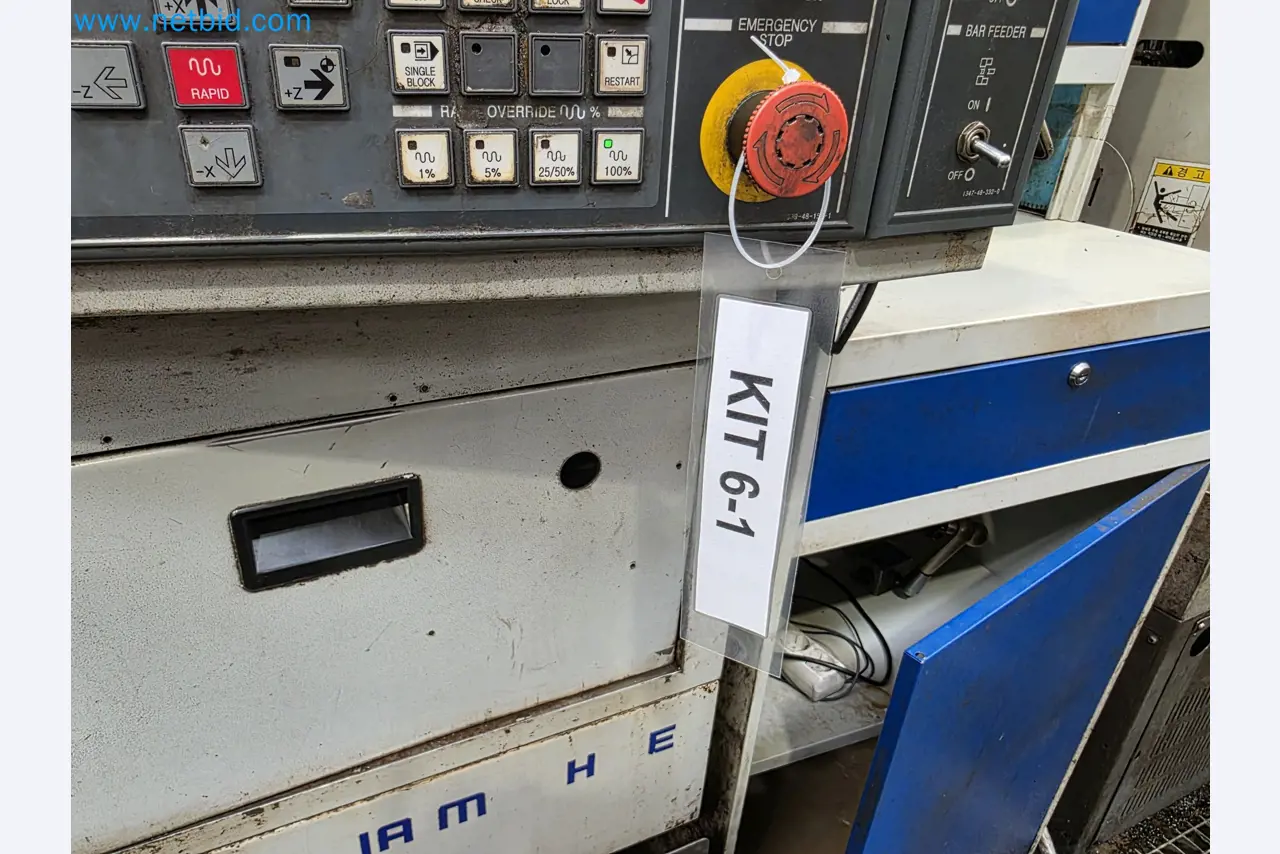 www.netbid.com
+X
-Z
RAPID
+Z
-X
SINGLE
BLOCK
RESTART
OVERRIDE %
1%
5%
25/50%
100%
EMERGENCY
STOP
BAR FEEDER
ON
OFF
경 고
KIT 6-1
H E